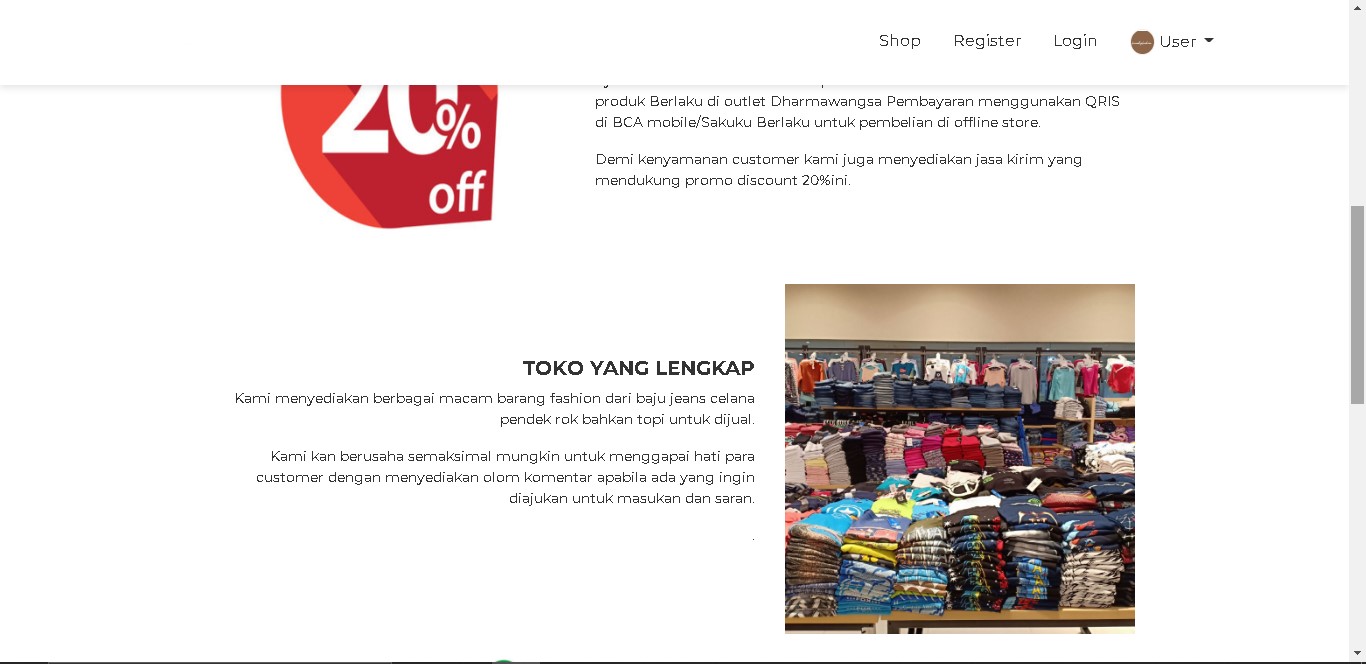 Shop
Register
Login
User
20%
off
produk Berlaku di outlet Dharmawangsa Pembayaran menggunakan QRIS
di BCA mobile/Sakuku Berlaku untuk pembelian di offline store.
Demi kenyamanan customer kami juga menyediakan jasa kirim yang
mendukung promo discount 20%ini.
TOKO YANG LENGKAP
Kami menyediakan berbagai macam barang fashion dari baju jeans celana
pendek rok bahkan topi untuk dijual.
Kami kan berusaha semaksimal mungkin untuk menggapai hati para
customer dengan menyediakan olom komentar apabila ada yang ingin
diajukan untuk masukan dan saran.
.